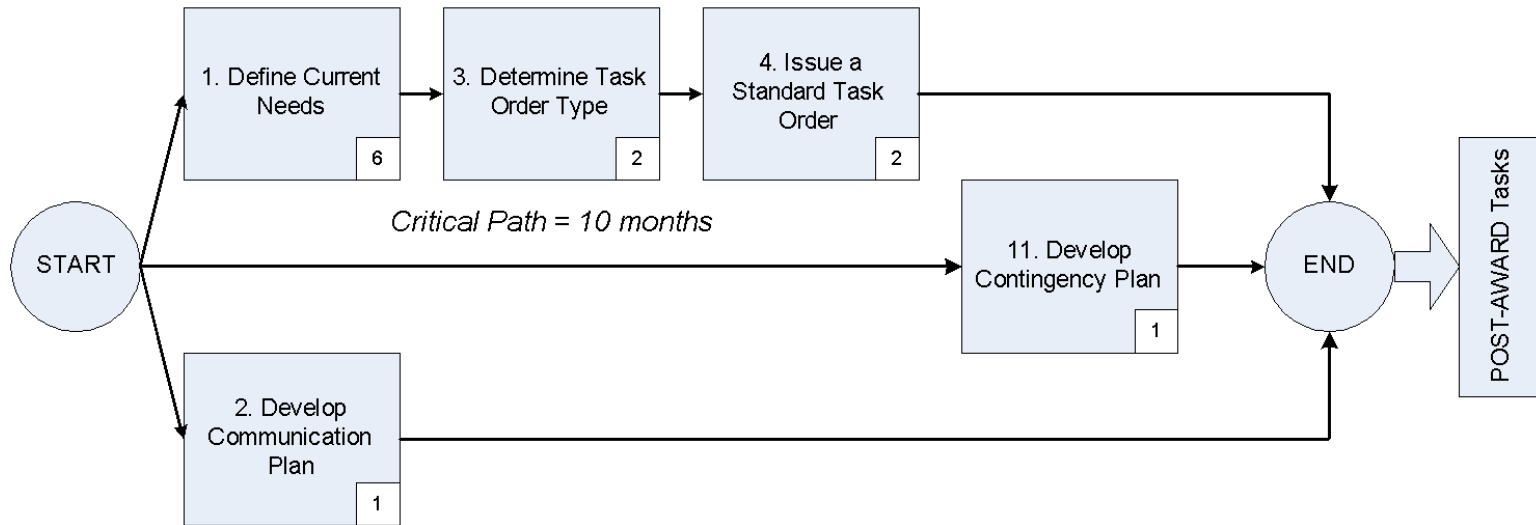 1. Define Current
Needs
6
3. Determine Task
Order Type
2
4. Issue a
Standard Task
Order
2
Critical Path = 10 months
START
11. Develop
Contingency Plan
1
END
POST-AWARD Tasks
2. Develop
Communication
Plan
1